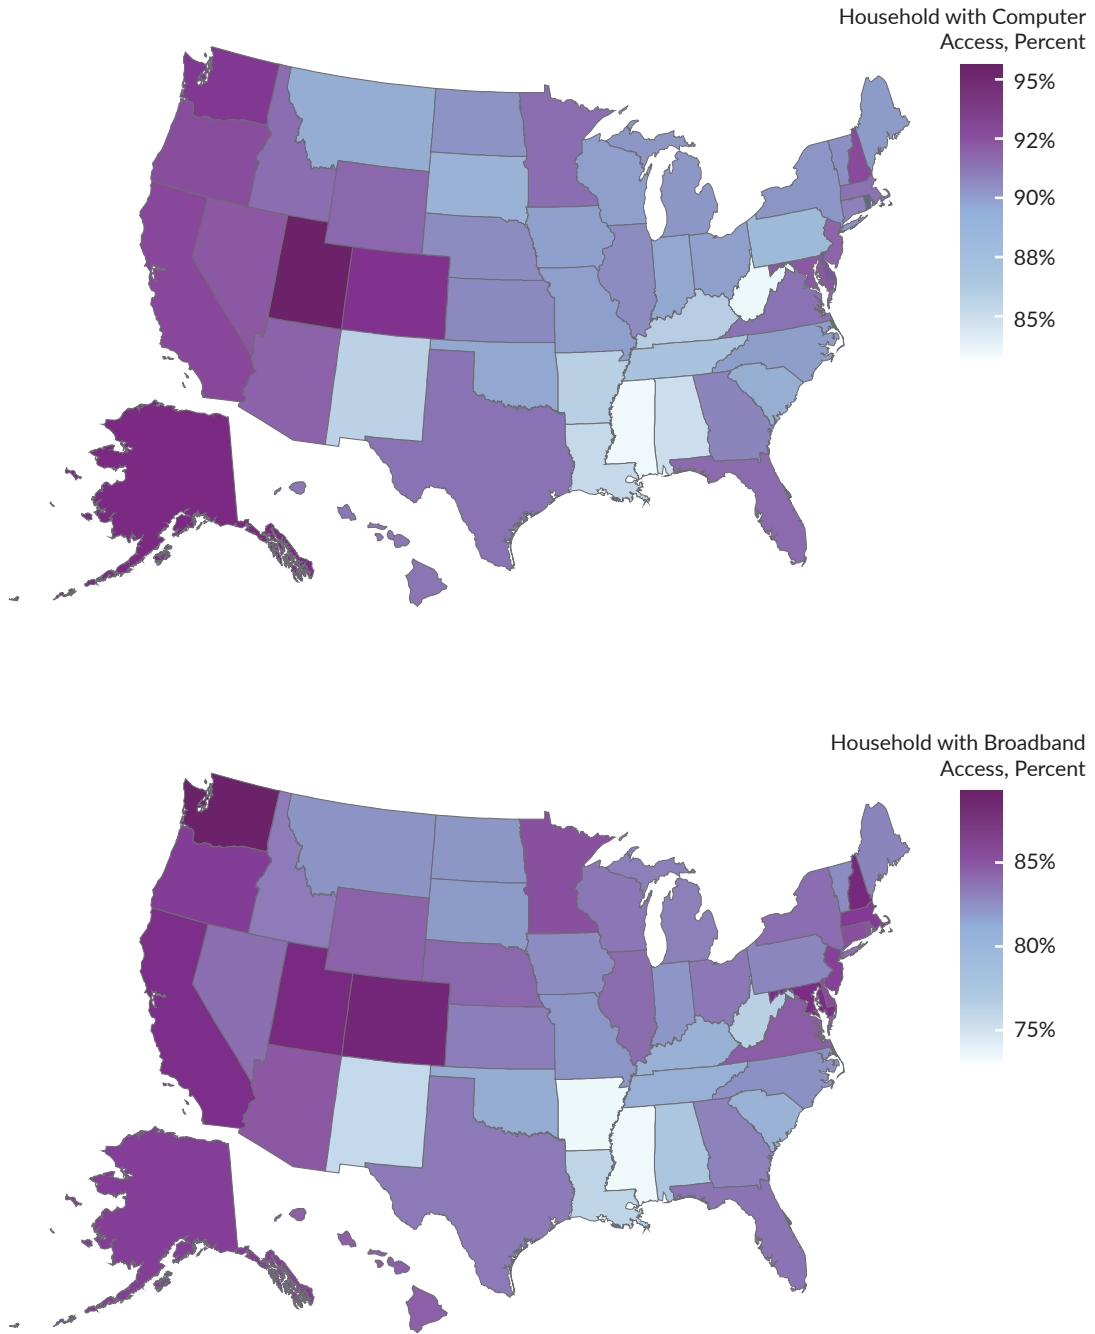 Household with Computer
Access, Percent
95%
92%
90%
88%
85%
Household with Broadband
Access, Percent
85%
80%
75%